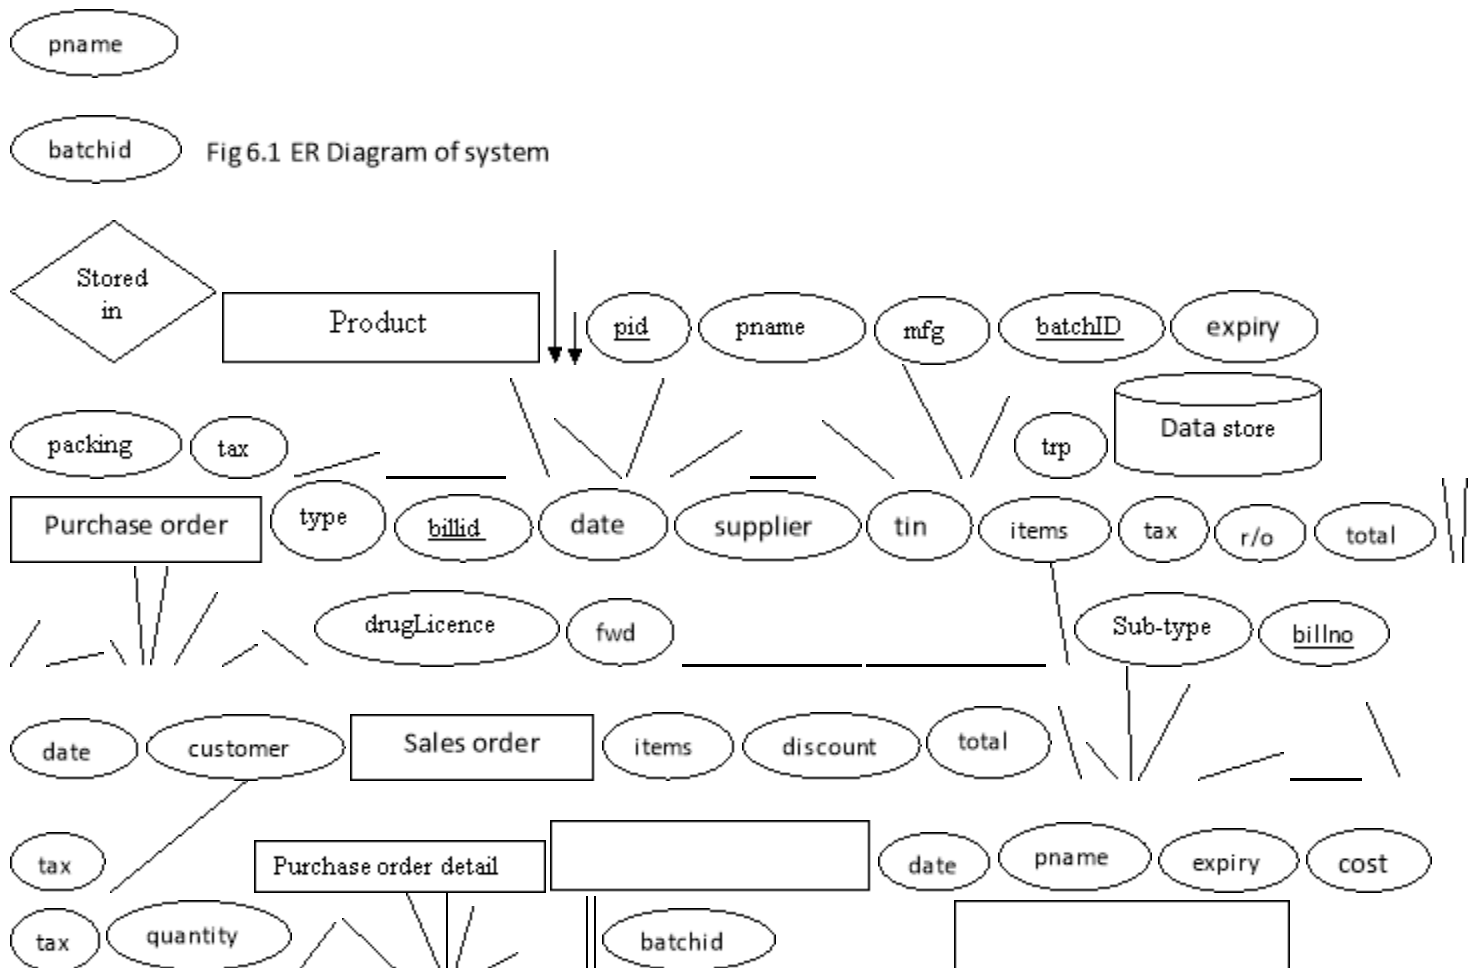 pname
batchid
Fig 6.1 ER Diagram of system
Stored
in
Product
pid
pname
mfg
batchID
expiry
packing
tax
trp
Data store
Purchase order
type
billid
date
supplier
tin
items
tax
r/o
total
drugLicence
fwd
Sub-type
billno
date
customer
Sales order
items
discount
total
tax
Purchase order detail
date
pname
expiry
cost
tax
quantity
batchid